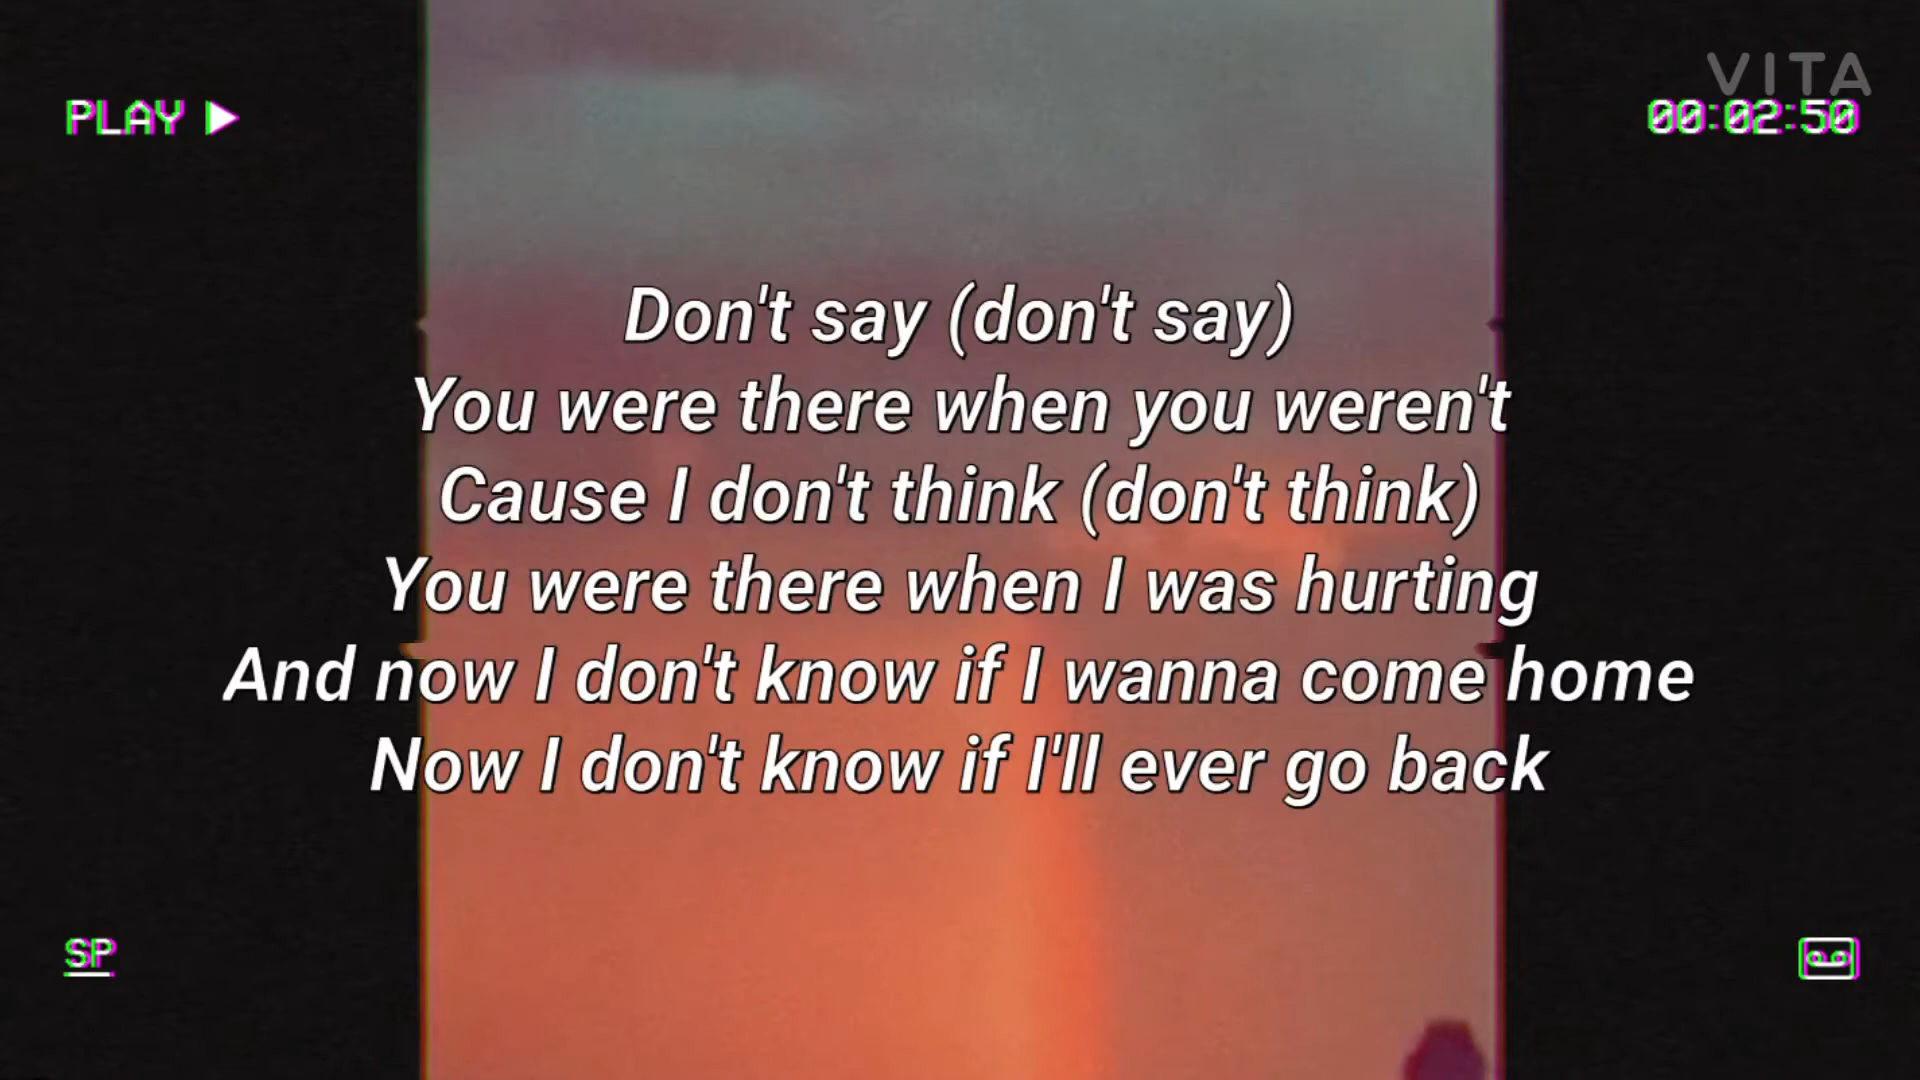 VITA
PLAY
00:02:50
Don't say (don't say)
You were there when you weren't
Cause I don't think (don't think)
You were there when I was hurting
And now I don't know if I wanna come home
Now I don't know if I'll ever go back
SP